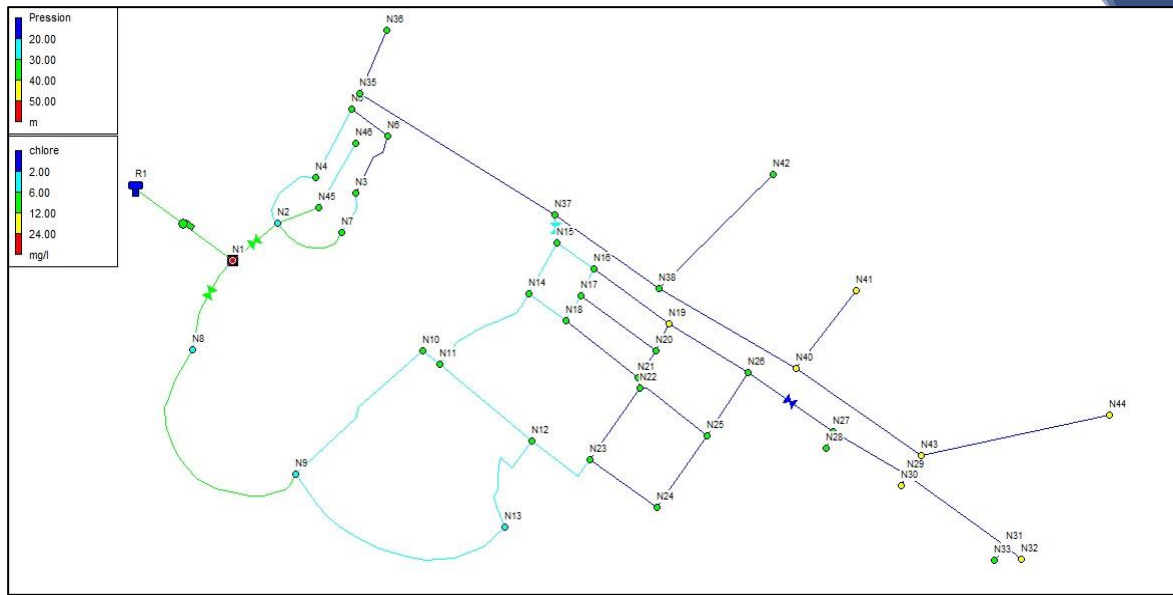 Pression
20.00
30.00
40.00
50.00
m
chlore
2.00
6.00
12.00
24.00
mg/l
N36
N35
N5
N6
N46
R1
N4
N3
N45
N42
N2
N7
N37
N1
N15
N16
N38
N41
N14
N17
N18
N19
N8
N10
N11
N20
N40
N21
N22
N26
N44
N12
N25
N27
N28
N23
N43
N29
N9
N30
N24
N13
N31
N33
N32